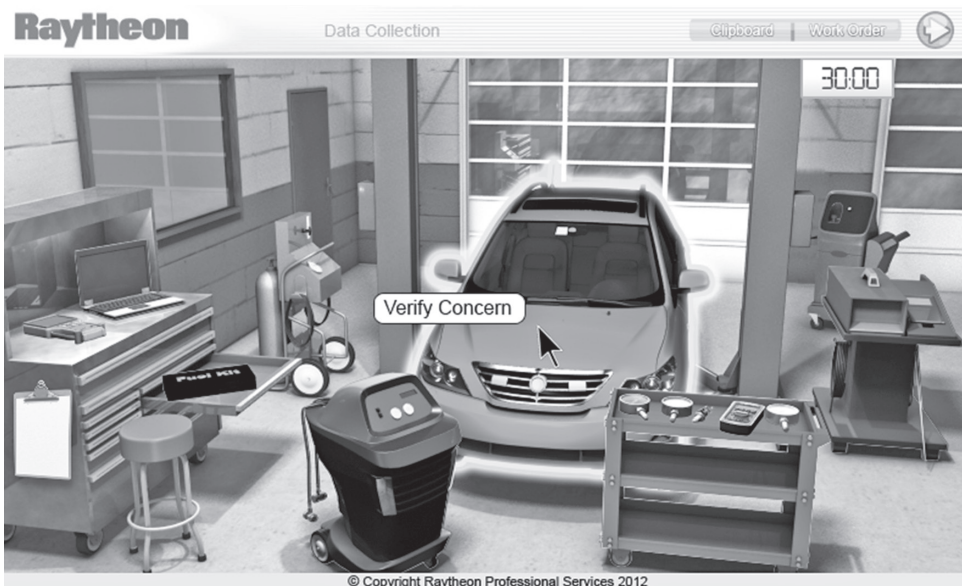 Raytheon
Data Collection
Clipboard | Work Order
30:00
Verify Concern
Fuel Kit
© Copyright Raytheon Professional Services 2012